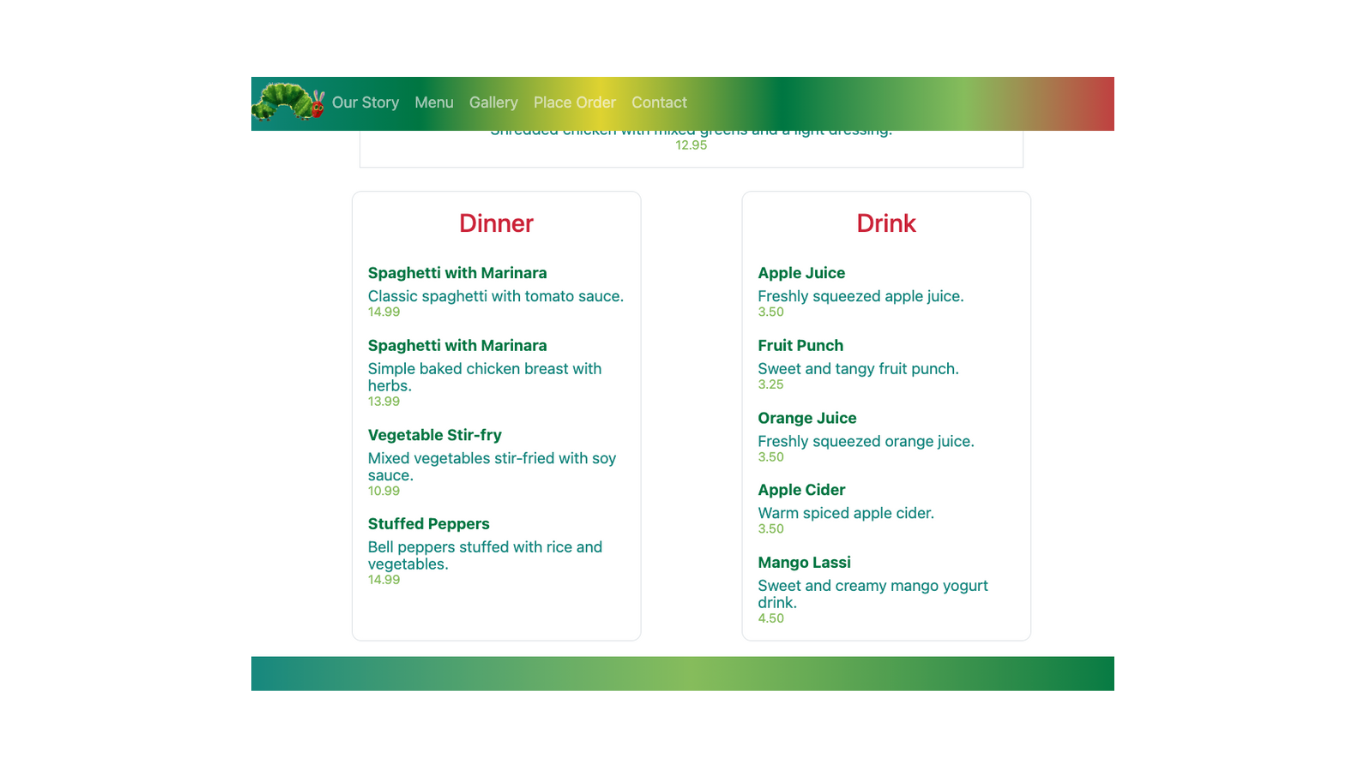 Our Story Menu Gallery Place Order Contact
Shredded chicken with mixed greens and a light dressing.
12.95
Dinner
Spaghetti with Marinara
Classic spaghetti with tomato sauce.
14.99
Spaghetti with Marinara
Simple baked chicken breast with
herbs.
13.99
Vegetable Stir-fry
Mixed vegetables stir-fried with soy
sauce.
10.99
Stuffed Peppers
Bell peppers stuffed with rice and
vegetables.
14.99
Drink
Apple Juice
Freshly squeezed apple juice.
3.50
Fruit Punch
Sweet and tangy fruit punch.
3.25
Orange Juice
Freshly squeezed orange juice.
3.50
Apple Cider
Warm spiced apple cider.
3.50
Mango Lassi
Sweet and creamy mango yogurt
drink.
4.50